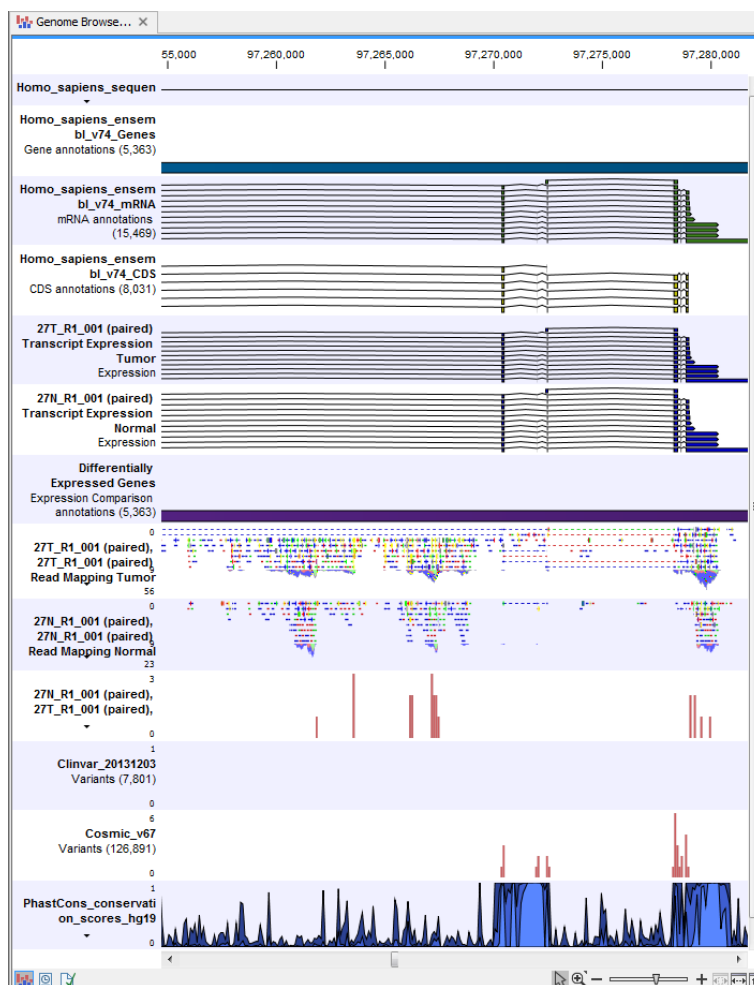 Genome Browse...
55,000 97,260,000 97,265,000 97,270,000 97,275,000 97,280,000
Homo_sapiens_sequen
Homo_sapiens_ensem
bl_v74_Genes
Gene annotations (5,363)
Homo_sapiens_ensem
bl_v74_mRNA
mRNA annotations
(15,469)
Homo_sapiens_ensem
bl_v74_CDS
CDS annotations (8,031)
27T_R1_001 (paired)
Transcript Expression
Tumor
Expression
27N_R1_001 (paired)
Transcript Expression
Normal
Expression
Differentially
Expressed Genes
Expression Comparison
annotations (5,363)
0
27T_R1_001 (paired),
27T_R1_001 (paired)
Read Mapping Tumor
56
0
27N_R1_001 (paired),
27N_R1_001 (paired)
Read Mapping Normal
23
3
27N_R1_001 (paired),
27T_R1_001 (paired),
0
1
Clinvar_20131203
Variants (7,801)
0
6
Cosmic_v67
Variants (126,891)
0
1
PhastCons_conservati
on_scores_hg19
0